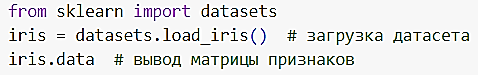 from sklearn import datasets
iris = datasets.load_iris()  # загрузка датасета
iris.data  # вывод матрицы признаков